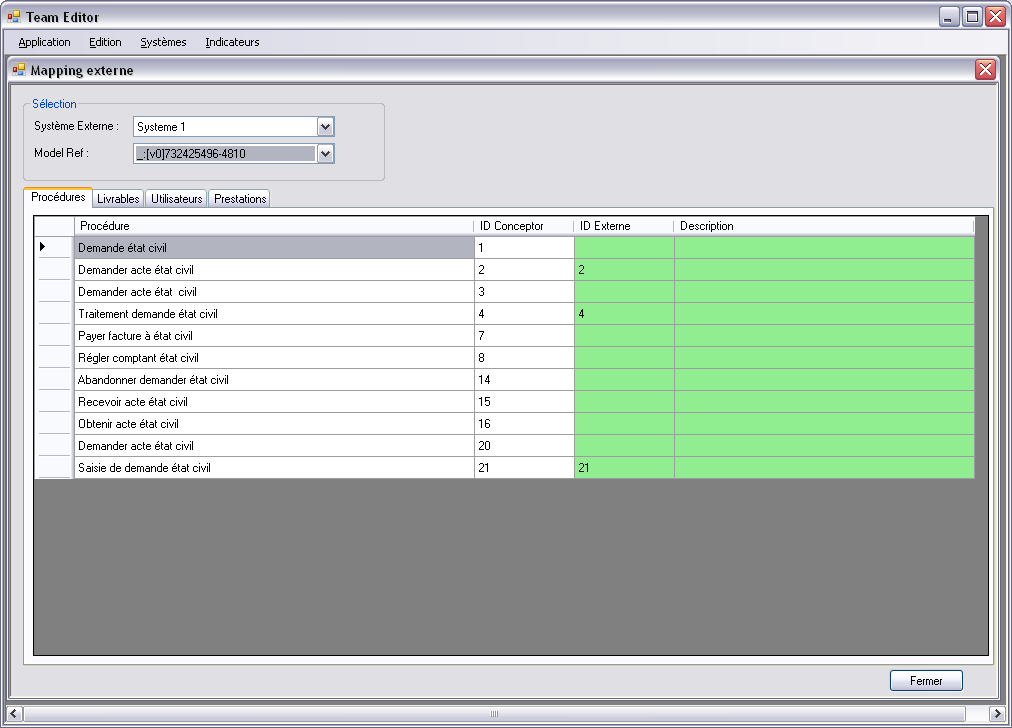 Team Editor
Application Edition Systèmes Indicateurs
Mapping externe
Sélection
Système Externe : Systeme 1
Model Ref : _:[v0]732425496-4810
Procédures Livrables Utilisateurs Prestations
Procédure ID Conceptor ID Externe Description
Demande état civil 1
Demander acte état civil 2 2
Demander acte état  civil 3
Traitement demande état civil 4 4
Payer facture à état civil 7
Régler comptant état civil 8
Abandonner demander état civil 14
Recevoir acte état civil 15
Obtenir acte état civil 16
Demander acte état civil 20
Saisie de demande état civil 21 21
Fermer